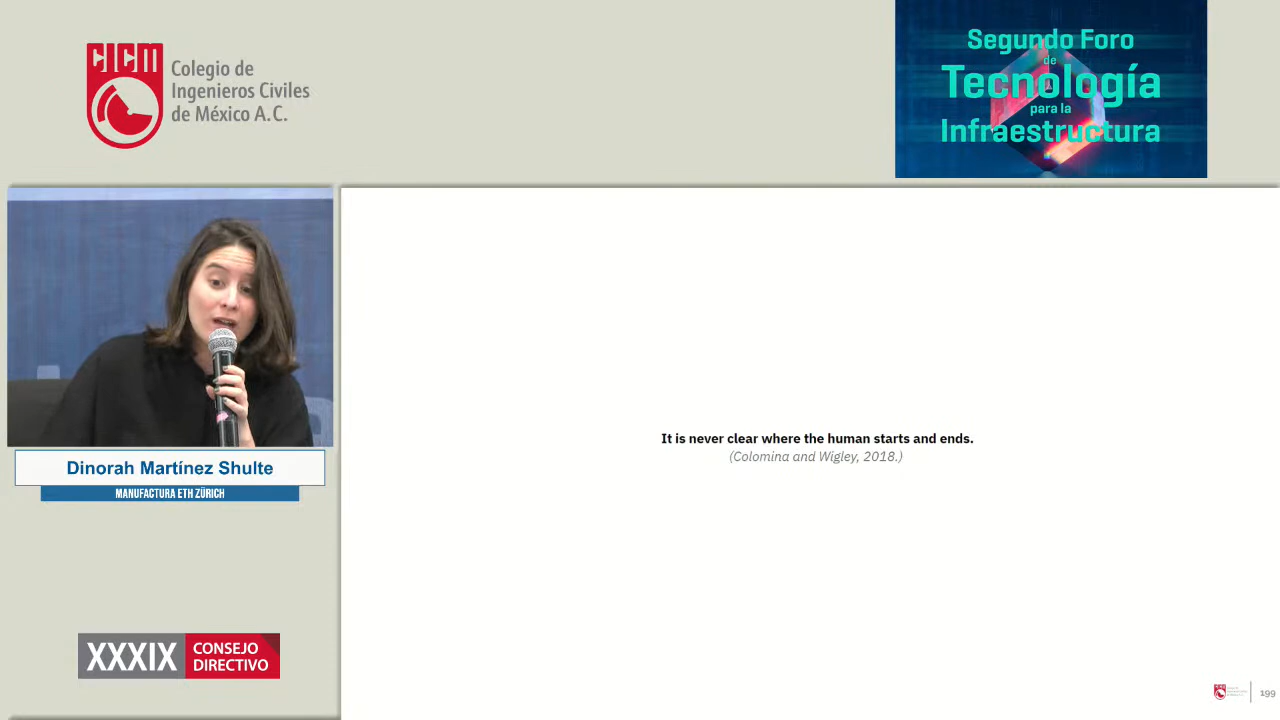 CICM
Colegio de
Ingenieros Civiles
de México A.C.
Segundo Foro
de
Tecnología
para la
Infraestructura
It is never clear where the human starts and ends.
(Colomina and Wigley, 2018.)
Dinorah Martínez Shulte
MANUFACTURA ETH ZÜRICH
XXXIX
CONSEJO
DIRECTIVO
199